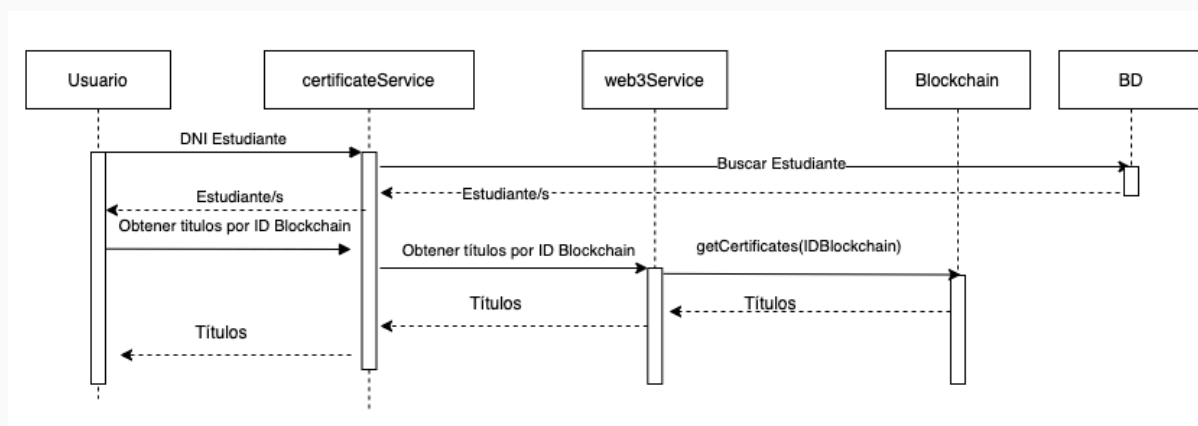 Usuario
certificateService
web3Service
Blockchain
BD
DNI Estudiante
Buscar Estudiante
Estudiante/s
Estudiante/s
Obtener titulos por ID Blockchain
Obtener títulos por ID Blockchain
getCertificates(IDBlockchain)
Títulos
Títulos
Títulos